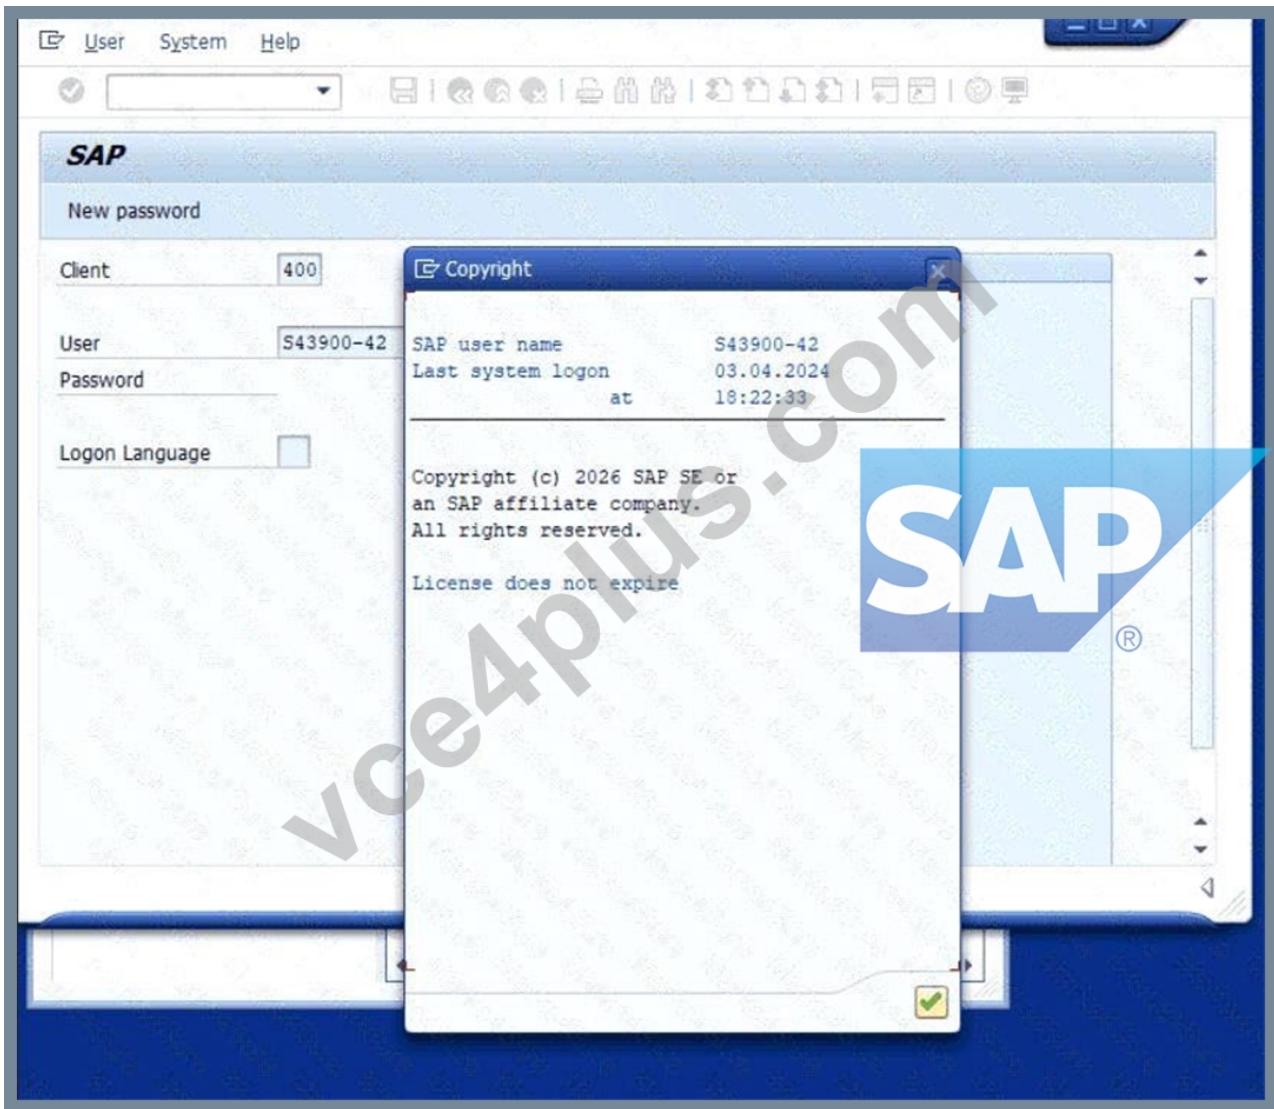 User System Help
SAP
New password
Client 400
User S43900-42
Password
Logon Language
Copyright
SAP user name S43900-42
Last system logon 03.04.2024
at 18:22:33
Copyright (c) 2026 SAP SE or
an SAP affiliate company.
All rights reserved.
License does not expire
SAP
®
vce4plus.com